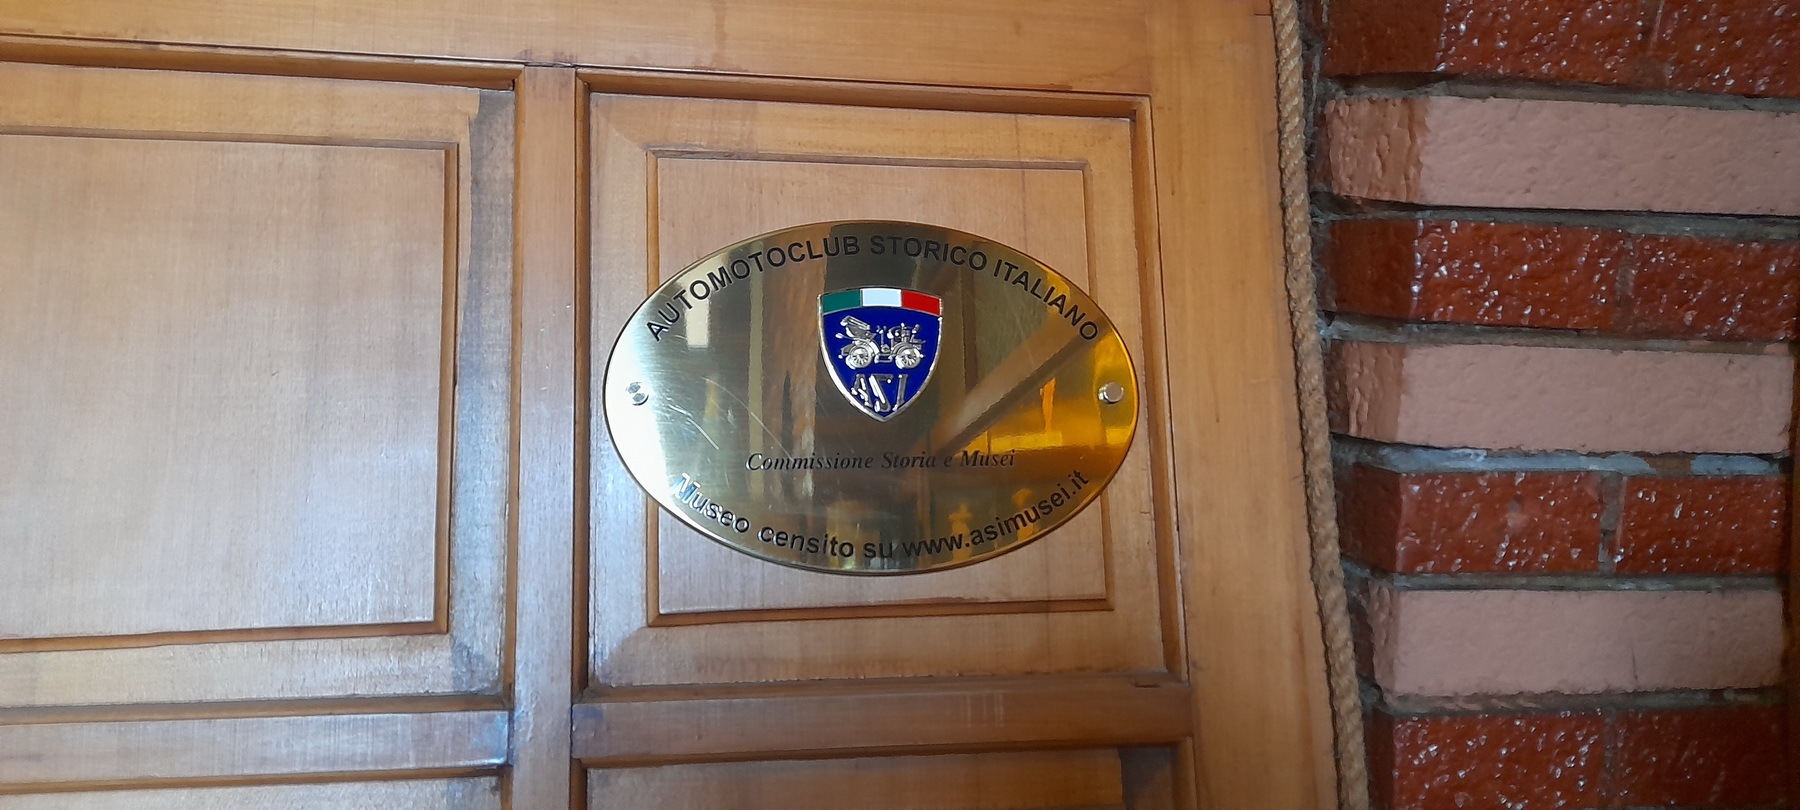 AUTOMOTOCLUB STORICO ITALIANO
ASI
Commissione Storia e Musei
Museo censito su www.asimusei.it